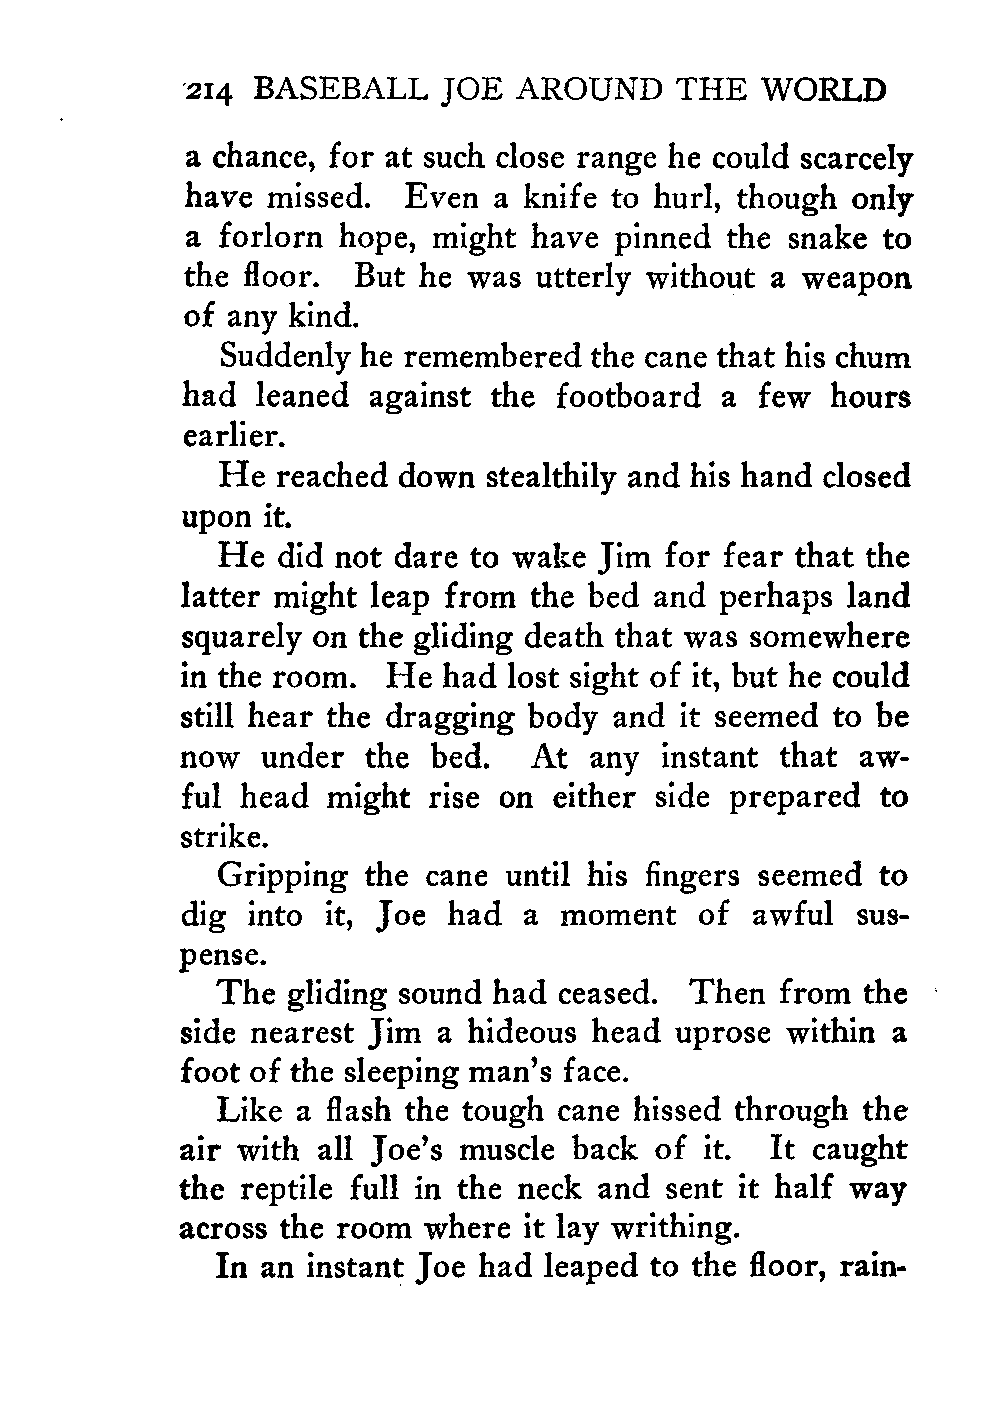 214 BASEBALL JOE AROUND THE WORLD
a chance, for at such close range he could scarcely
have missed. Even a knife to hurl, though only
a forlorn hope, might have pinned the snake to
the floor. But he was utterly without a weapon
of any kind.
Suddenly he remembered the cane that his chum
had leaned against the footboard a few hours
earlier.
He reached down stealthily and his hand closed
upon it.
He did not dare to wake Jim for fear that the
latter might leap from the bed and perhaps land
squarely on the gliding death that was somewhere
in the room. He had lost sight of it, but he could
still hear the dragging body and it seemed to be
now under the bed. At any instant that aw-
ful head might rise on either side prepared to
strike.
Gripping the cane until his fingers seemed to
dig into it, Joe had a moment of awful sus-
pense.
The gliding sound had ceased. Then from the
side nearest Jim a hideous head uprose within a
foot of the sleeping man's face.
Like a flash the tough cane hissed through the
air with all Joe's muscle back of it. It caught
the reptile full in the neck and sent it half way
across the room where it lay writhing.
In an instant Joe had leaped to the floor, rain-